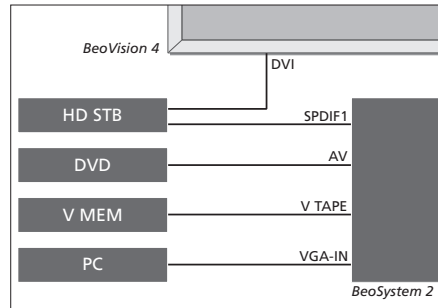 BeoVision 4
DVI
HD STB
SPDIF1
DVD
AV
V MEM
V TAPE
PC
VGA-IN
BeoSystem 2